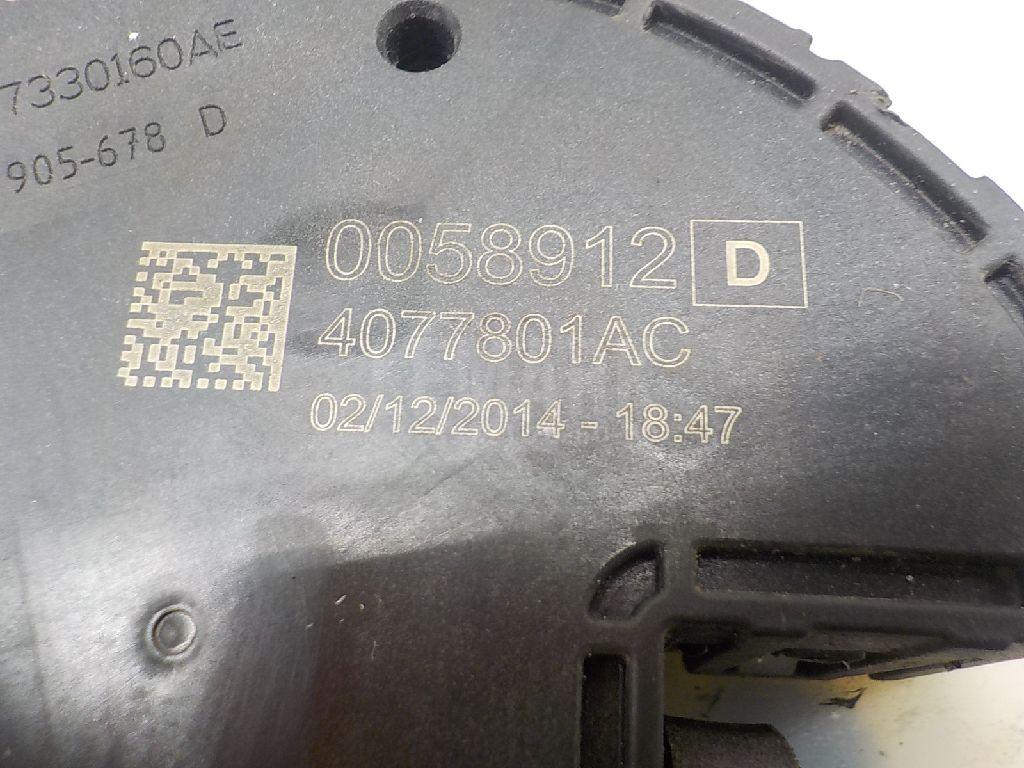 7330160AE
905-678 D
0058912 D
4077801AC
02/12/2014 - 18:47